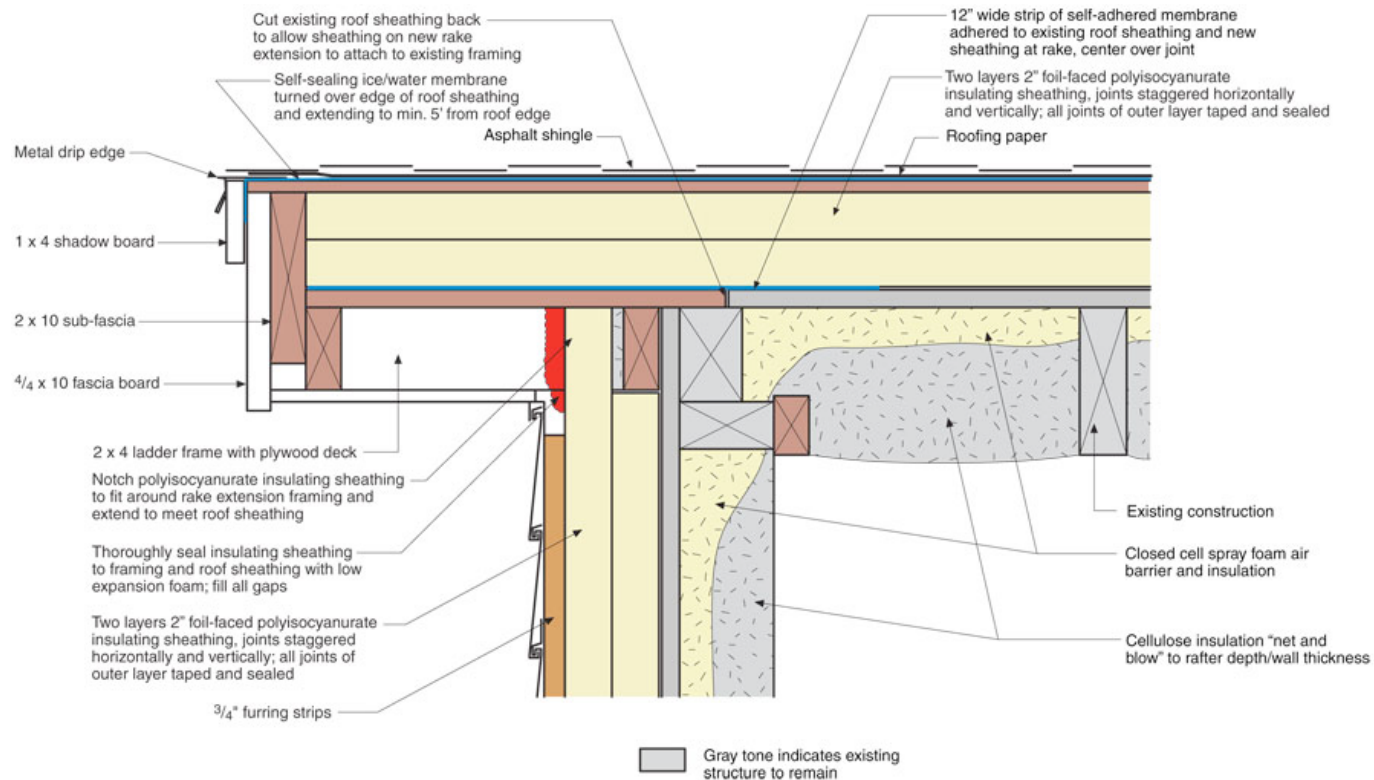 Cut existing roof sheathing back
to allow sheathing on new rake
extension to attach to existing framing
Self-sealing ice/water membrane
turned over edge of roof sheathing
and extending to min. 5' from roof edge
Asphalt shingle
Metal drip edge
1 x 4 shadow board
2 x 10 sub-fascia
4/4 x 10 fascia board
2 x 4 ladder frame with plywood deck
Notch polyisocyanurate insulating sheathing
to fit around rake extension framing and
extend to meet roof sheathing
Thoroughly seal insulating sheathing
to framing and roof sheathing with low
expansion foam; fill all gaps
Two layers 2” foil-faced polyisocyanurate
insulating sheathing, joints staggered
horizontally and vertically; all joints of
outer layer taped and sealed
3/4" furring strips
12” wide strip of self-adhered membrane
adhered to existing roof sheathing and new
sheathing at rake, center over joint
Two layers 2” foil-faced polyisocyanurate
insulating sheathing, joints staggered horizontally
and vertically; all joints of outer layer taped and sealed
Roofing paper
Existing construction
Closed cell spray foam air
barrier and insulation
Cellulose insulation “net and
blow” to rafter depth/wall thickness
Gray tone indicates existing
structure to remain